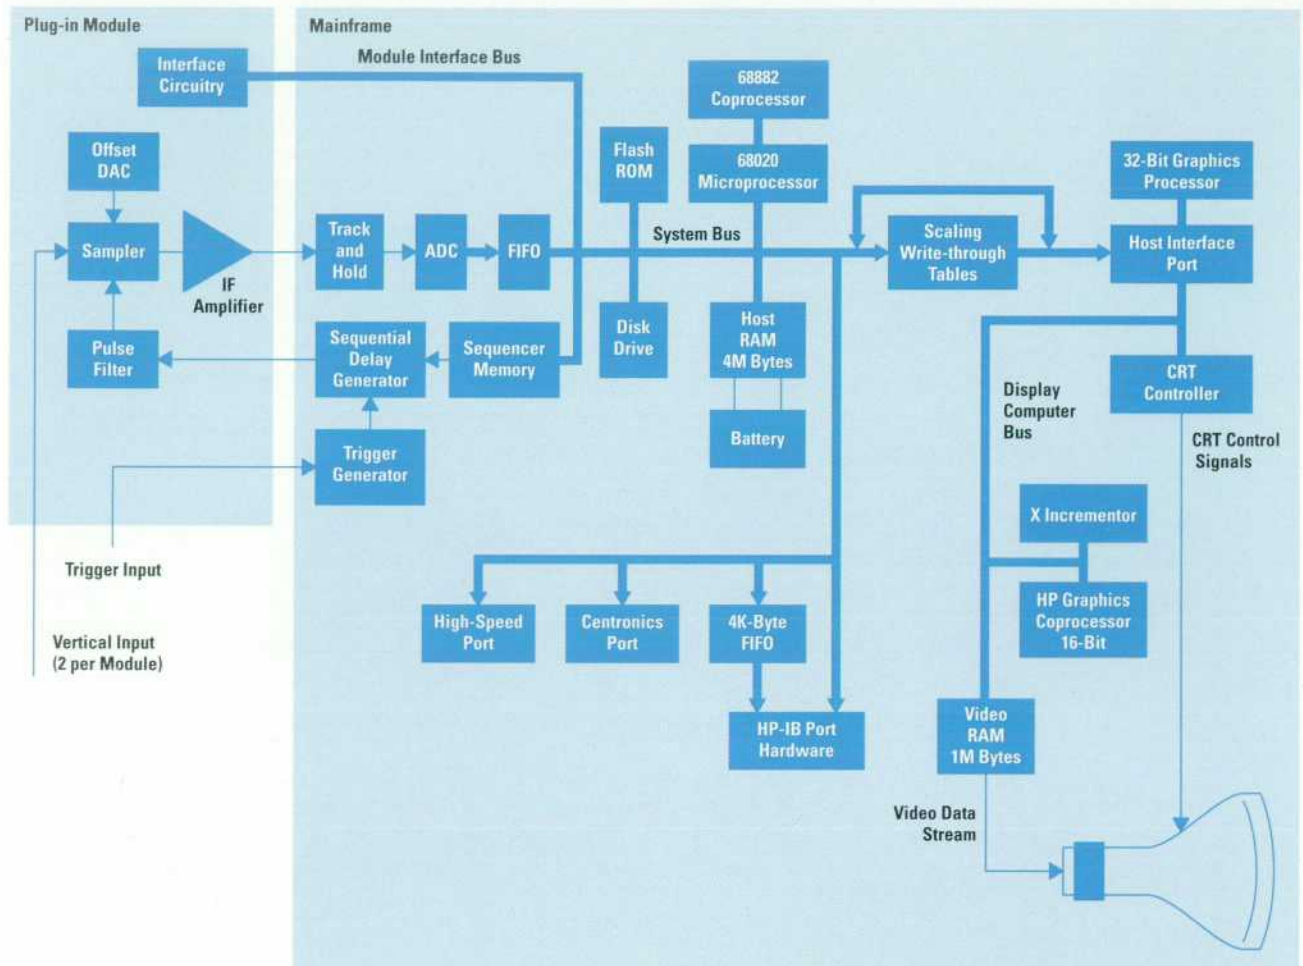 Plug-in Module
Mainframe
Interface
Circuitry
Module Interface Bus
Offset
DAC
Sampler
IF
Amplifier
Pulse
Filter
Track
and
Hold
ADC
FIFO
Sequential
Delay
Generator
Sequencer
Memory
Trigger
Generator
Trigger Input
Vertical Input
(2 per Module)
Flash
ROM
Disk
Drive
68882
Coprocessor
68020
Microprocessor
System Bus
Host
RAM
4M Bytes
Battery
Scaling
Write-through
Tables
32-Bit Graphics
Processor
Host Interface
Port
CRT
Controller
Display
Computer
Bus
CRT Control
Signals
X Incrementor
HP Graphics
Coprocessor
16-Bit
High-Speed
Port
Centronics
Port
4K-Byte
FIFO
HP-IB Port
Hardware
Video
RAM
1M Bytes
Video Data
Stream